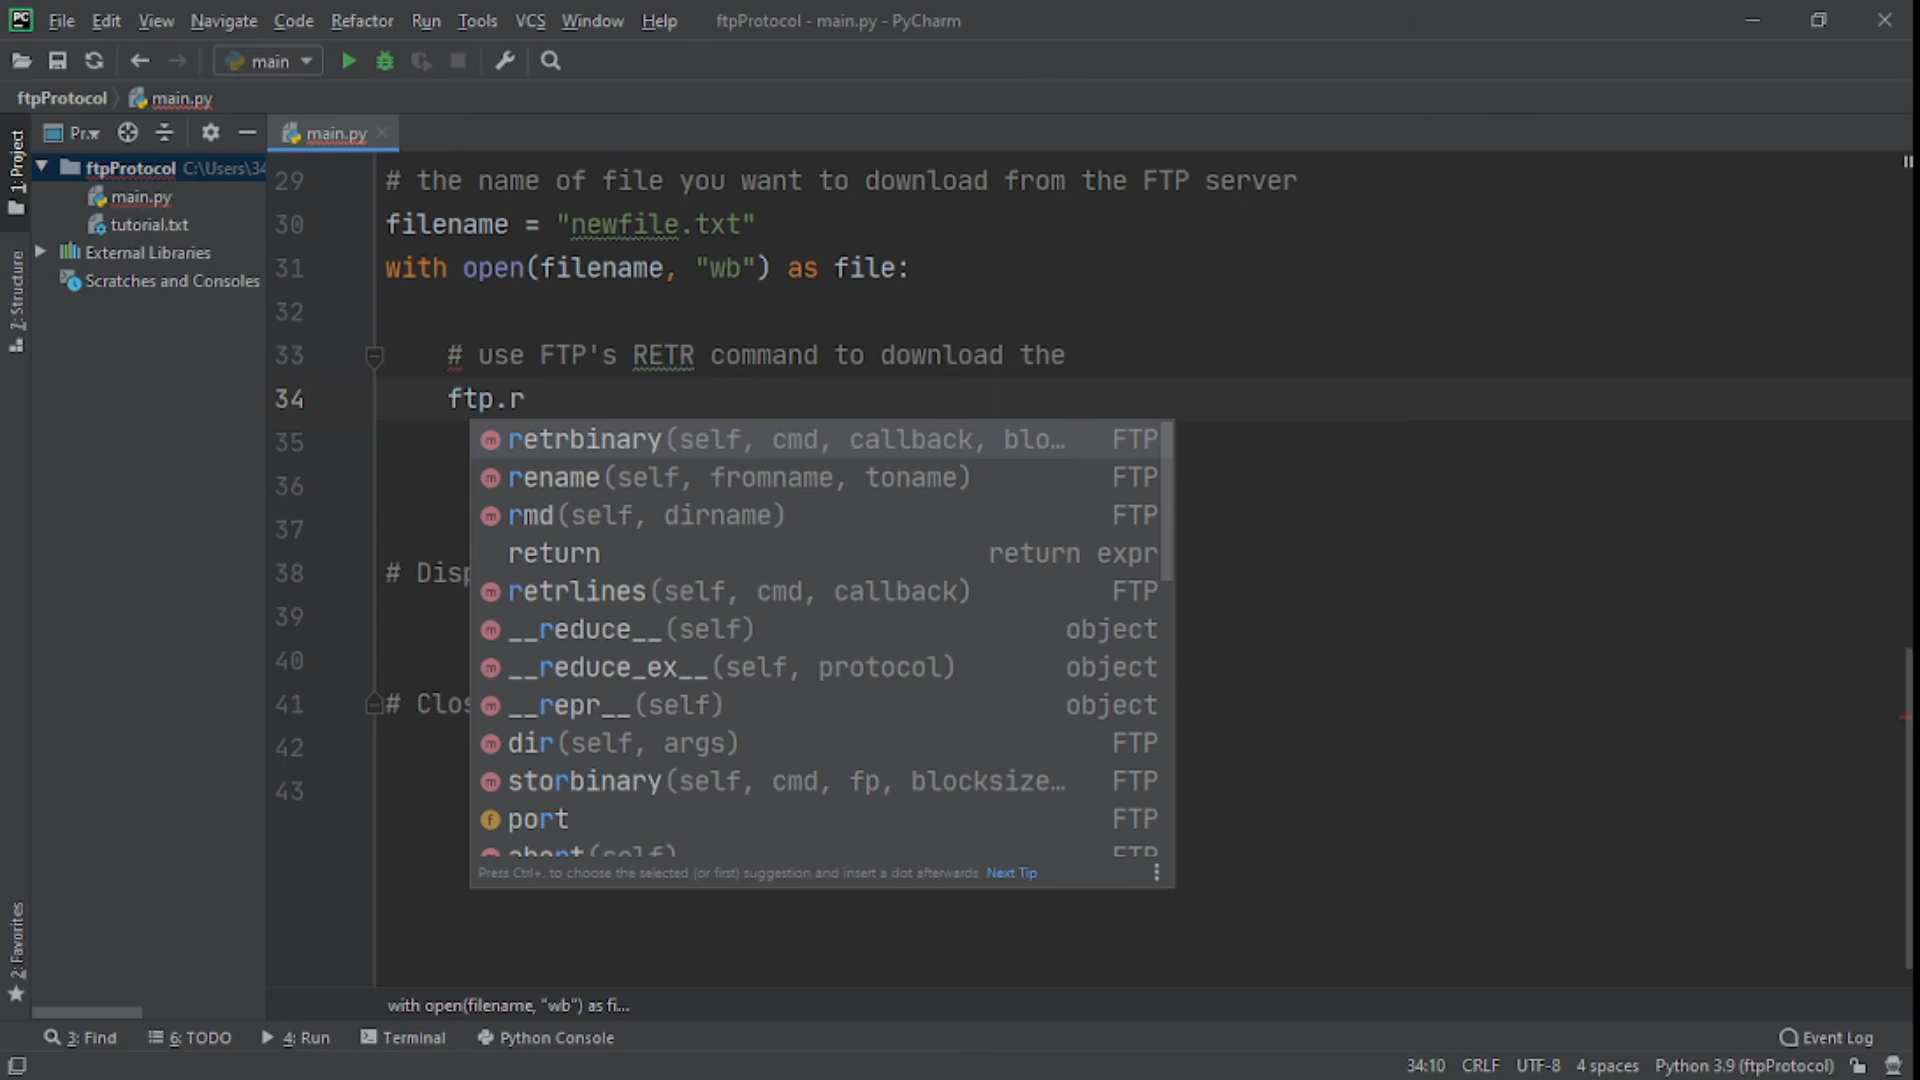 PC File Edit View Navigate Code Refactor Run Tools VCS Window Help ftpProtocol - main.py - PyCharm
main
ftpProtocol main.py
Pr.. main.py
1: Project
ftpProtocol C:\Users\34
main.py
tutorial.txt
External Libraries
Scratches and Consoles
7: Structure
2: Favorites
29 # the name of file you want to download from the FTP server
30 filename = "newfile.txt"
31 with open(filename, "wb") as file:
32
33 # use FTP's RETR command to download the
34 ftp.r
35
36
37
38 # Disp
39
40
41 # Clos
42
43
retrbinary(self, cmd, callback, blo… FTP
rename(self, fromname, toname) FTP
rmd(self, dirname) FTP
return return expr
retrlines(self, cmd, callback) FTP
__reduce__(self) object
__reduce_ex__(self, protocol) object
__repr__(self) object
dir(self, args) FTP
storbinary(self, cmd, fp, blocksize… FTP
port FTP
abort(self) FTP
Press Ctrl+. to choose the selected (or first) suggestion and insert a dot afterwards Next Tip
with open(filename, "wb") as fi...
3: Find 6: TODO 4: Run Terminal Python Console Event Log
34:10 CRLF UTF-8 4 spaces Python 3.9 (ftpProtocol)